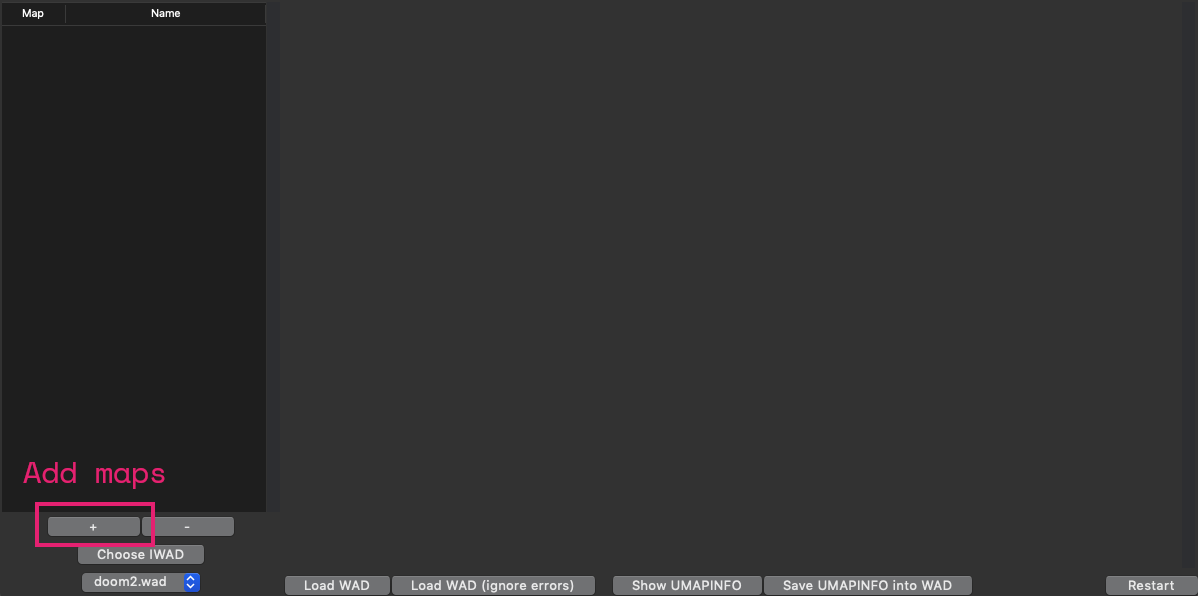 Map Name
Add maps
+ -
Choose IWAD
doom2.wad
Load WAD Load WAD (ignore errors) Show UMAPINFO Save UMAPINFO into WAD Restart